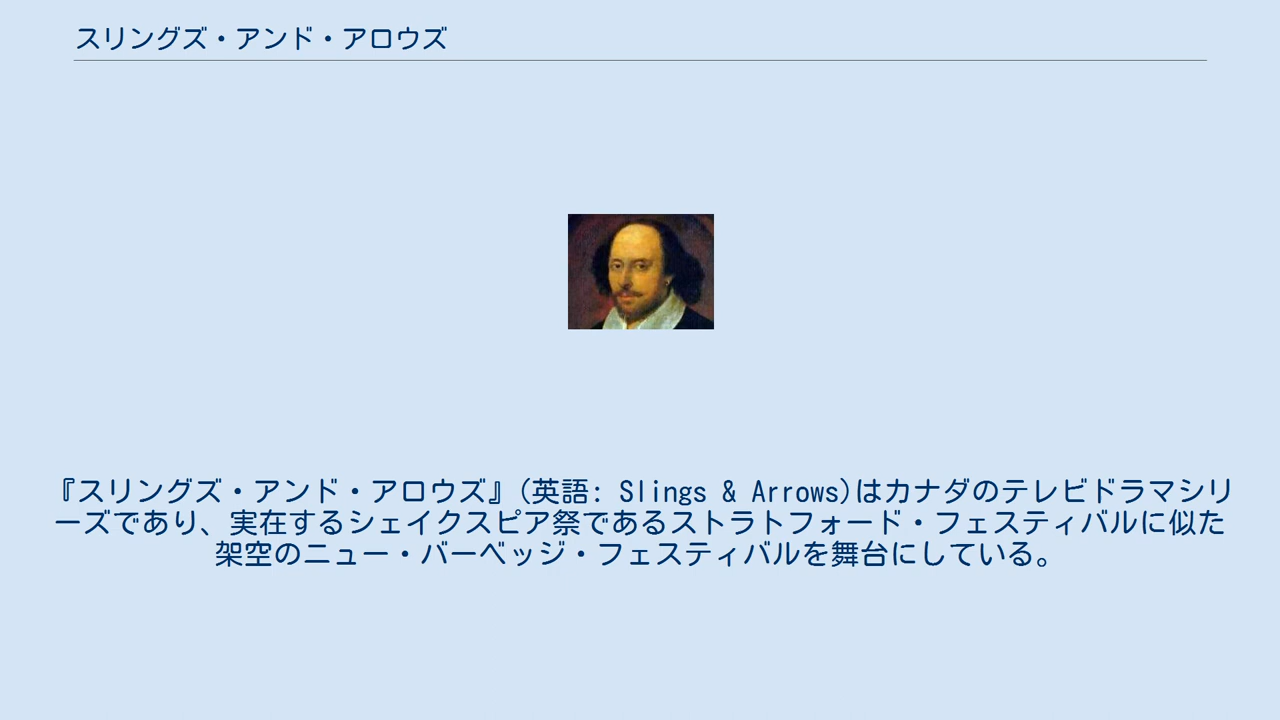 スリングズ・アンド・アロウズ
『スリングズ・アンド・アロウズ』(英語: Slings & Arrows)はカナダのテレビドラマシリ
ーズであり、実在するシェイクスピア祭であるストラトフォード・フェスティバルに似た
架空のニュー・バーベッジ・フェスティバルを舞台にしている。